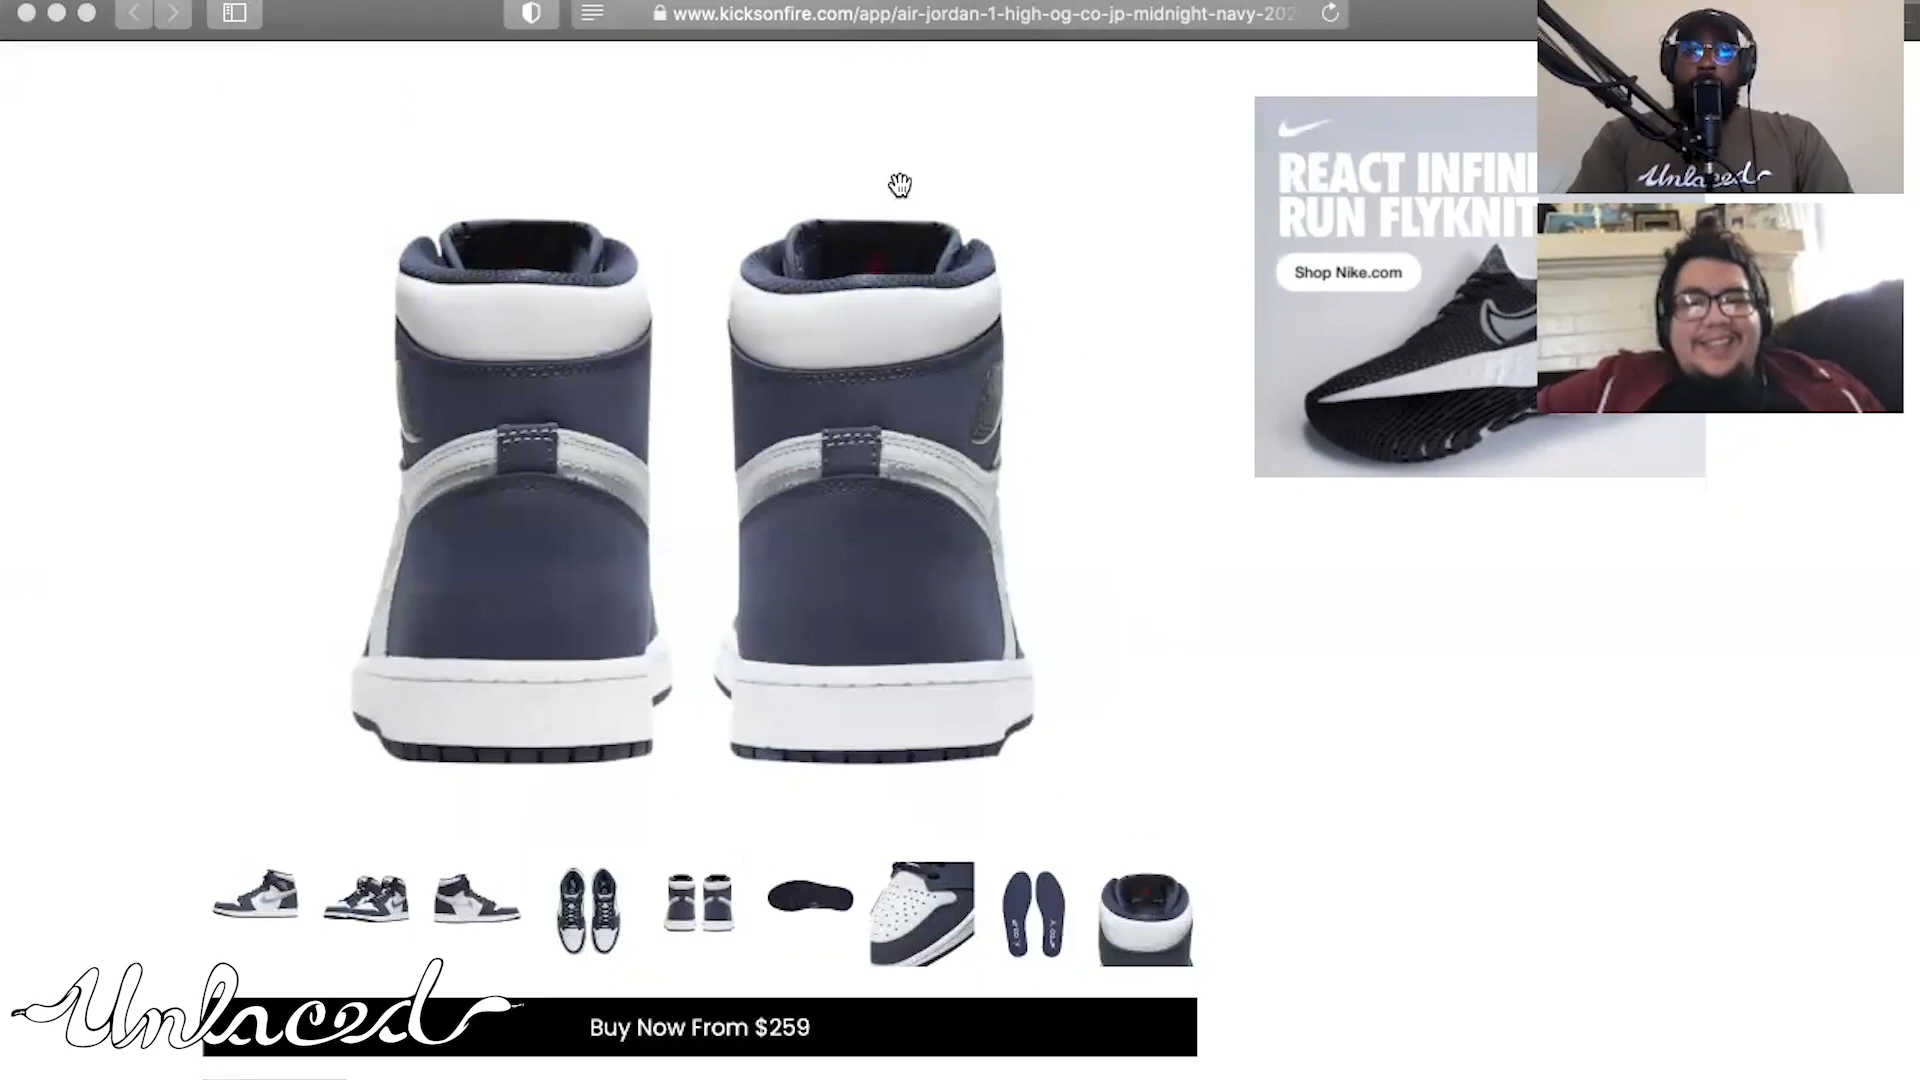 www.kicksonfire.com/app/air-jordan-1-high-og-co-jp-midnight-navy-202
REACT INFINI
RUN FLYKNIT
Shop Nike.com
Unlaced
Unlaced
Buy Now From $259